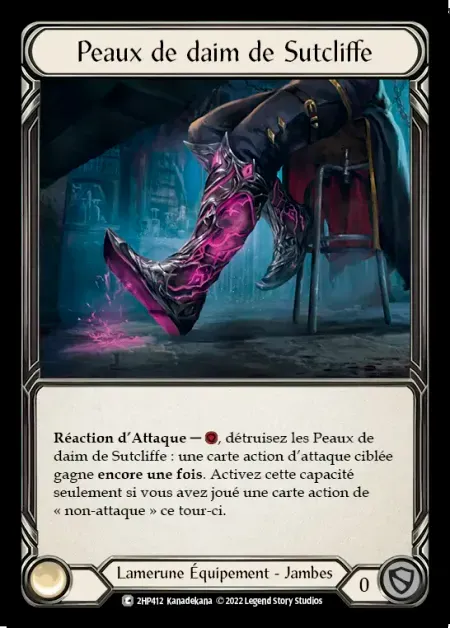 Peaux de daim de Sutcliffe
Réaction d'Attaque — , détruisez les Peaux de
daim de Sutcliffe : une carte action d'attaque ciblée
gagne encore une fois. Activez cette capacité
seulement si vous avez joué une carte action de
« non-attaque » ce tour-ci.
Lamerune Équipement - Jambes
0
C 2HP412 Kanadekana © 2022 Legend Story Studios